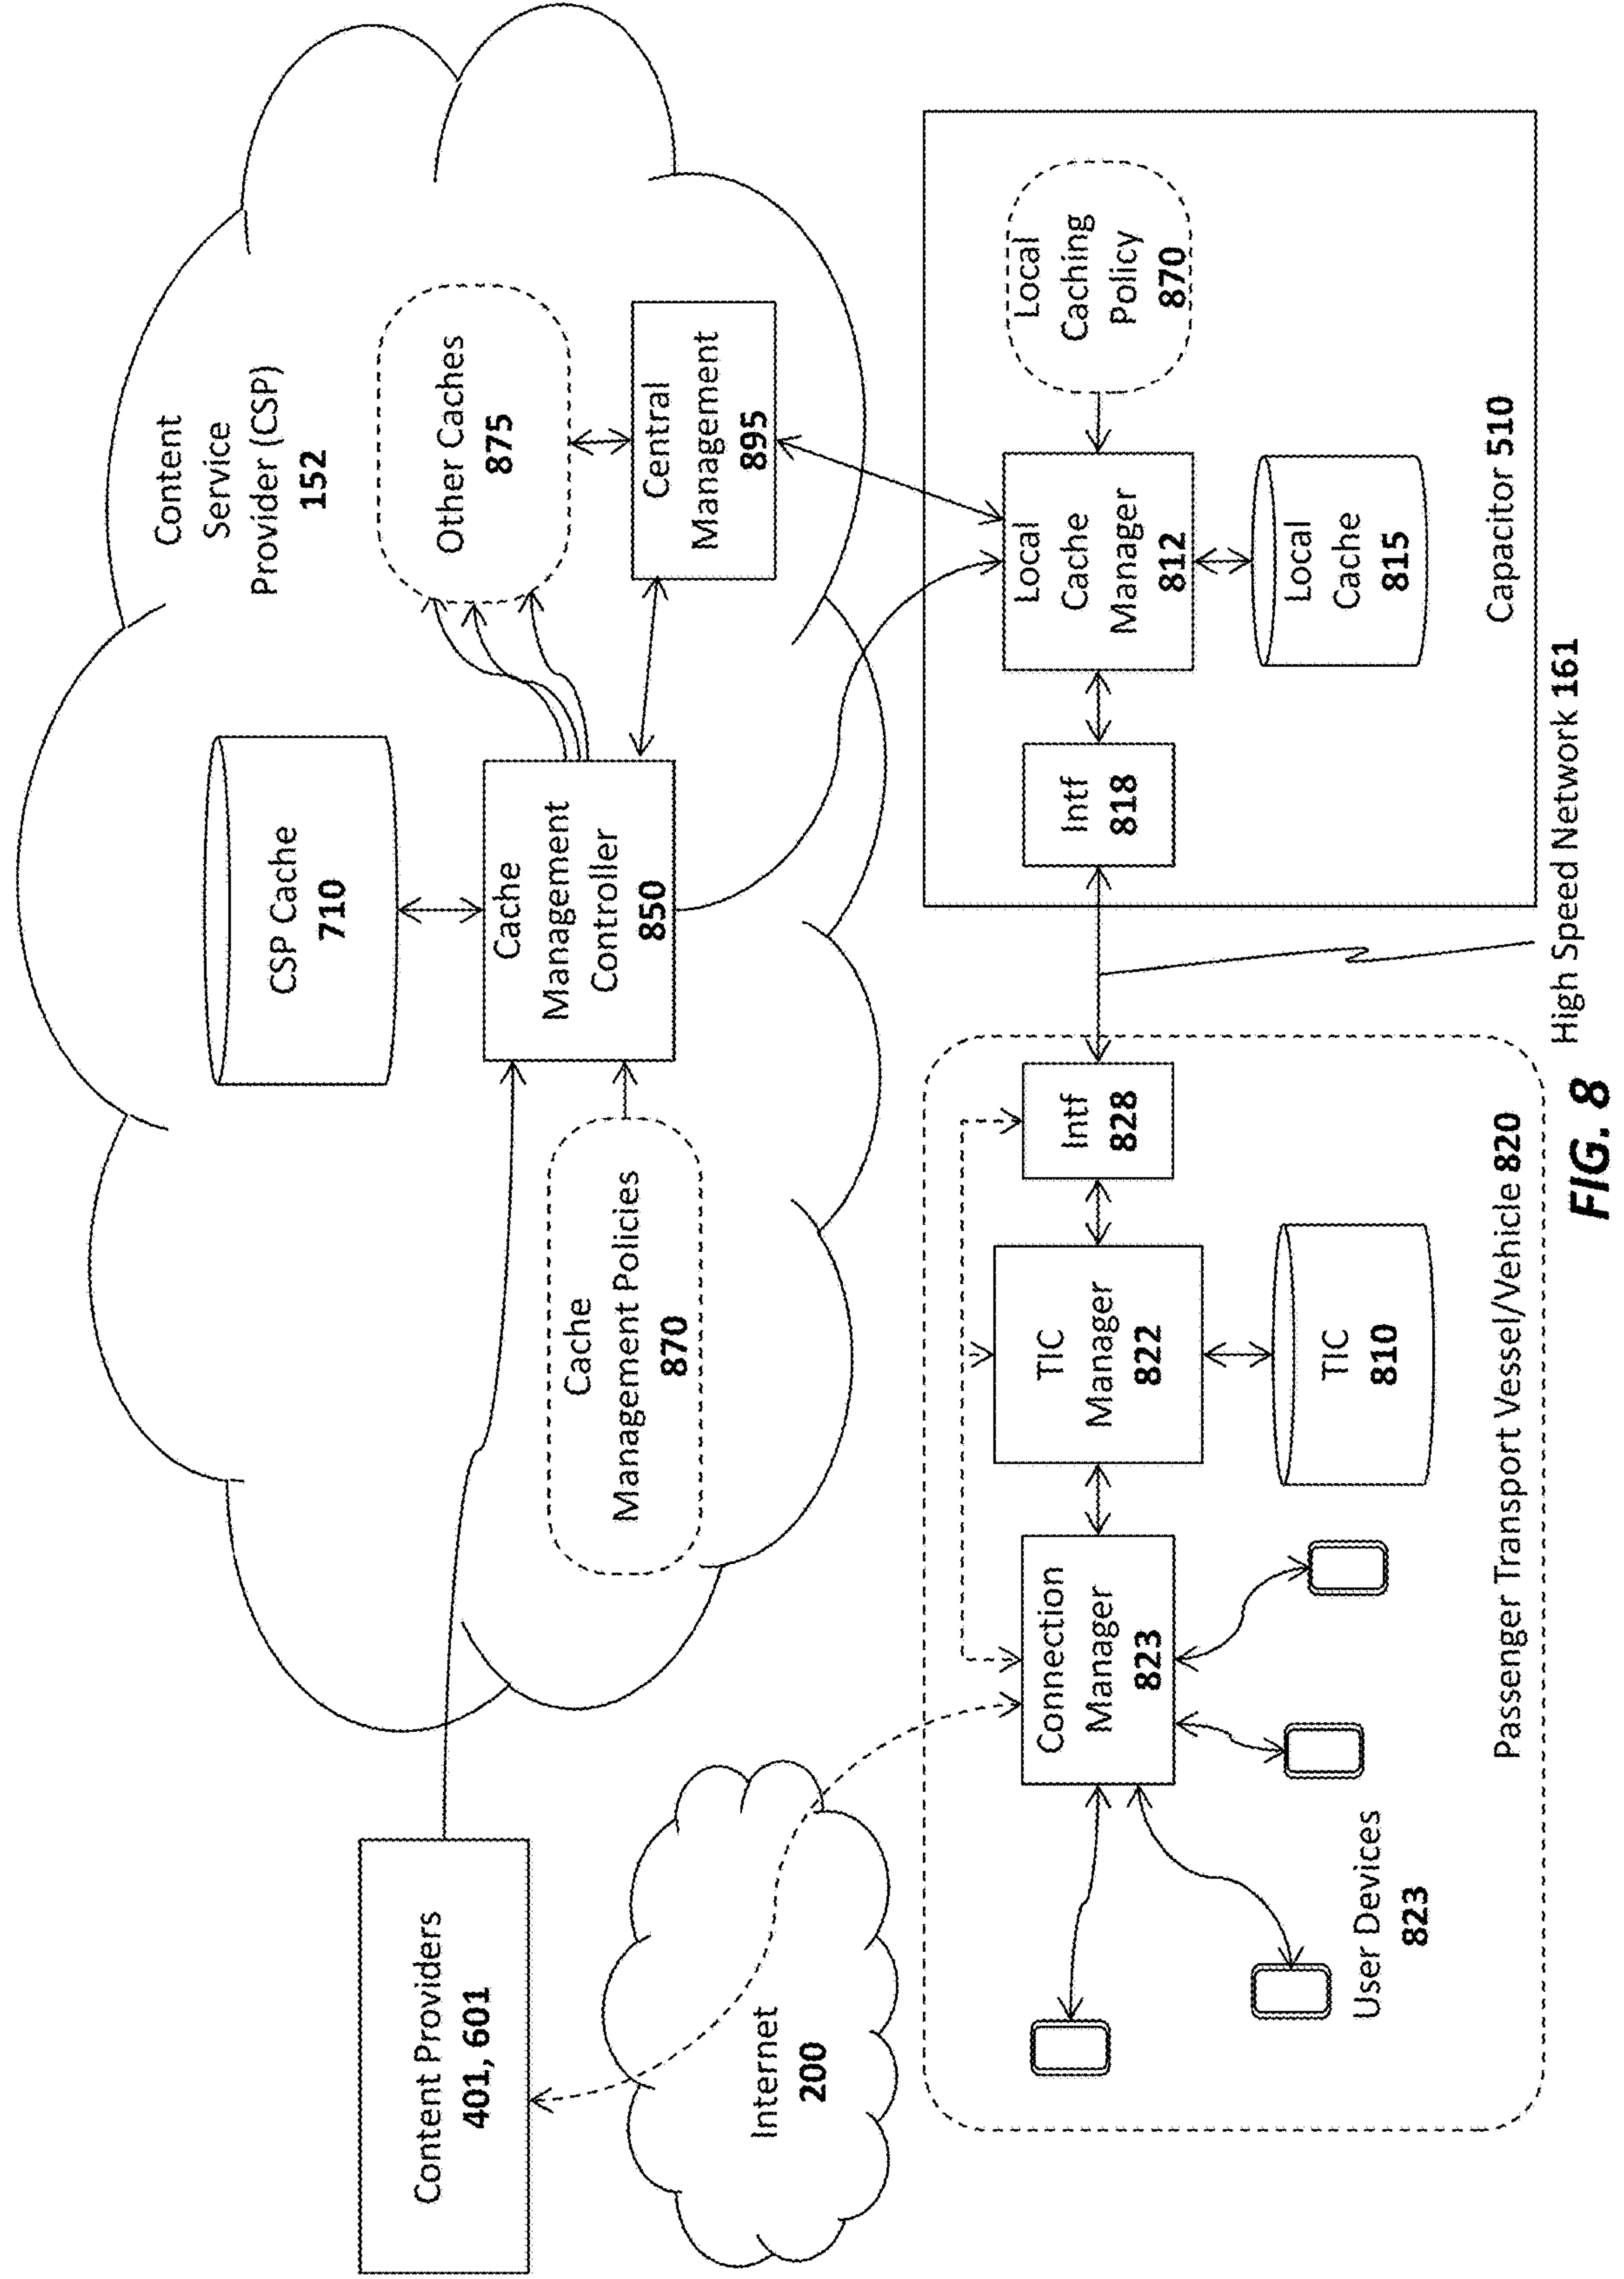 Content Providers
401, 601
Internet
200
Content
Service
Provider (CSP)
152
CSP Cache
710
Other Caches
875
Cache
Management
Controller
850
Cache
Management Policies
870
Central
Management
895
Connection
Manager
823
TIC
Manager
822
Intf
828
TIC
810
User Devices
823
Passenger Transport Vessel/Vehicle 820
Intf
818
Local
Cache
Manager
812
Local
Caching
Policy
870
Local
Cache
815
Capacitor 510
High Speed Network 161
FIG. 8